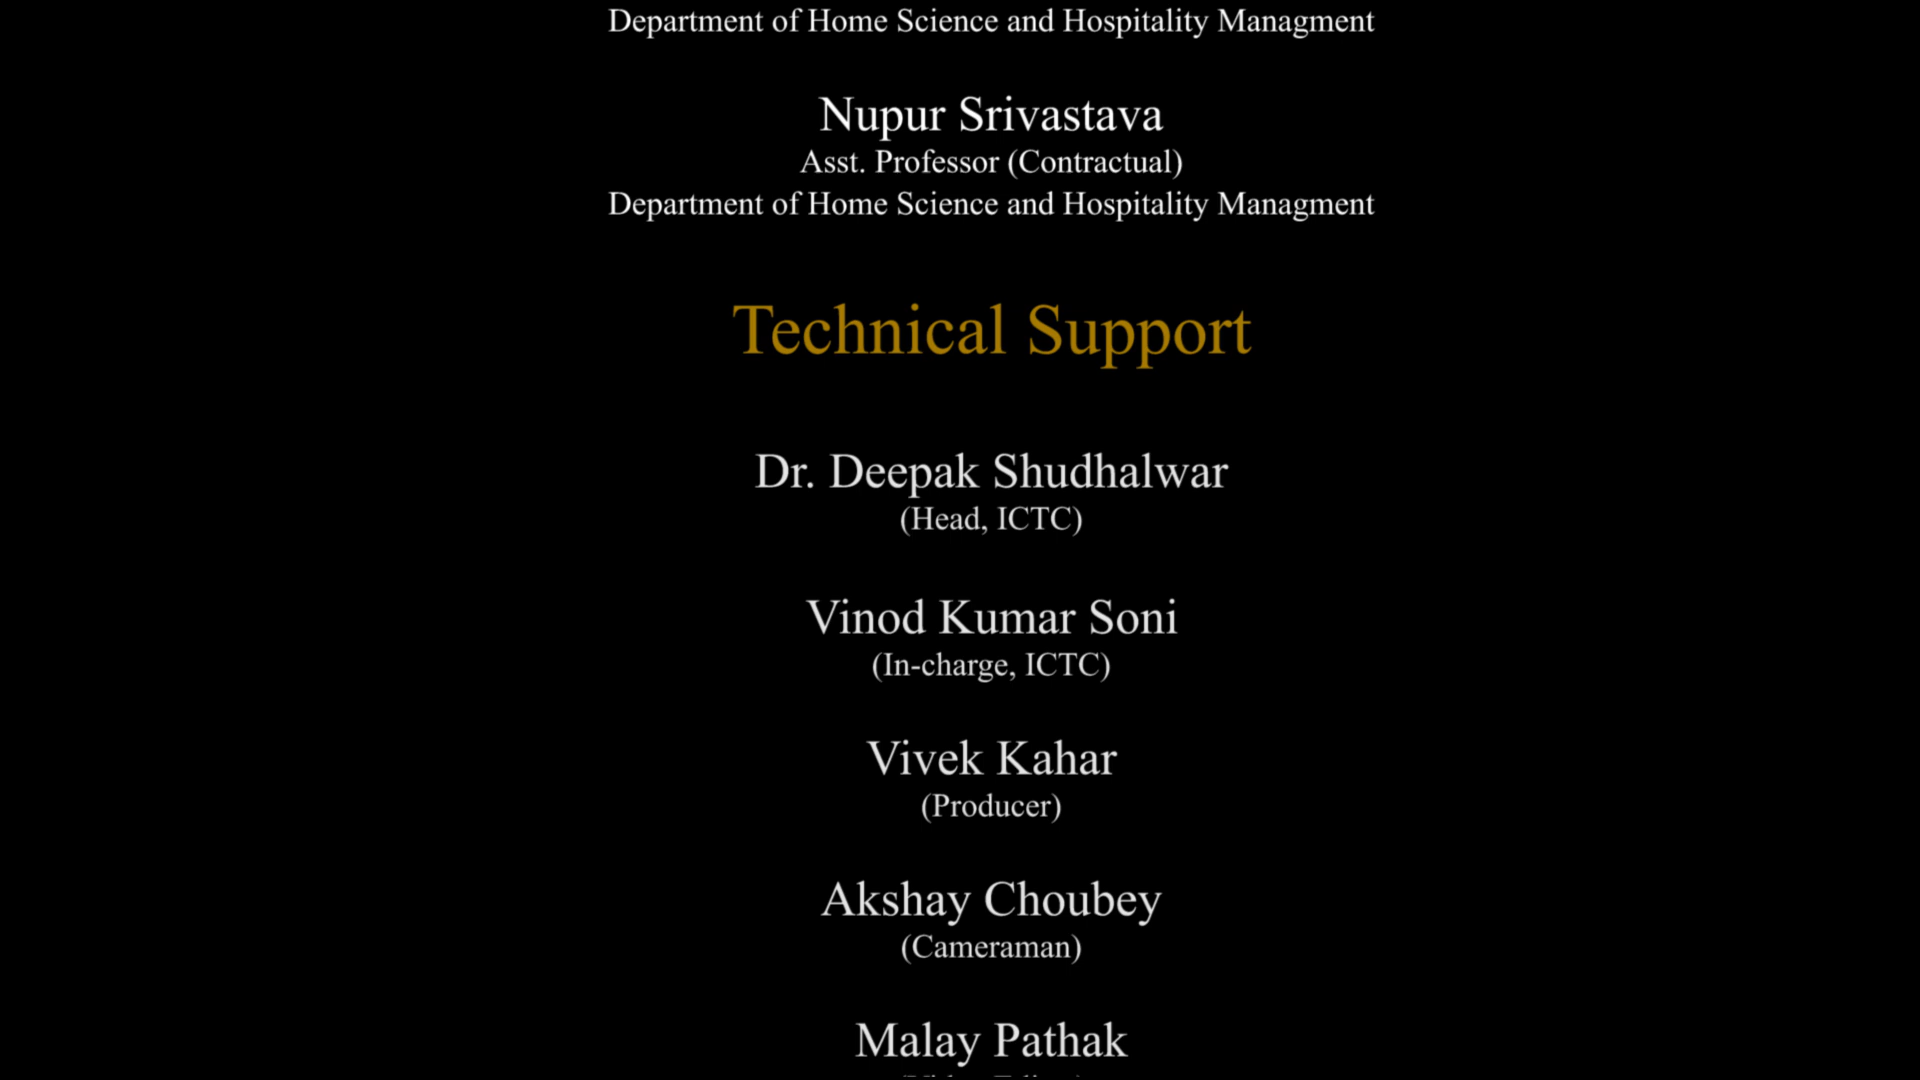 Department of Home Science and Hospitality Managment
Nupur Srivastava
Asst. Professor (Contractual)
Department of Home Science and Hospitality Managment
Technical Support
Dr. Deepak Shudhalwar
(Head, ICTC)
Vinod Kumar Soni
(In-charge, ICTC)
Vivek Kahar
(Producer)
Akshay Choubey
(Cameraman)
Malay Pathak